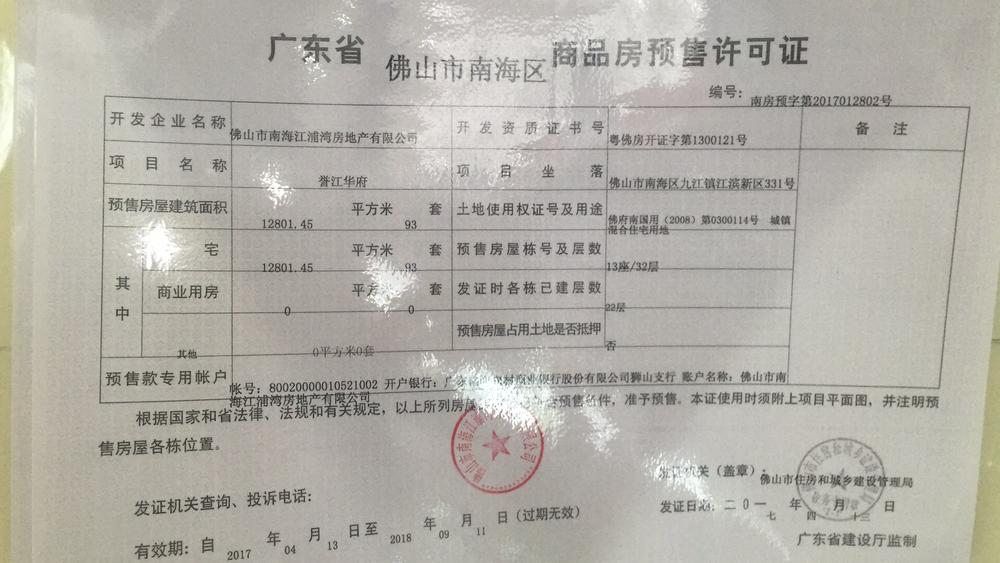 广东省 佛山市南海区 商品房预售许可证
编号：南房预字第2017012802号
开发企业名称 佛山市南海江浦湾房地产有限公司 开发资质证书号 粤佛房开证字第1300121号 备注
项目名称 誉江华府 项目坐落 佛山市南海区九江镇江滨新区331号
预售房屋建筑面积 12801.45 平方米 93 套 土地使用权证号及用途 佛府南国用（2008）第0300114号 城镇
混合住宅用地
其中
宅 12801.45 平方米 93 套 预售房屋栋号及层数 13座/32层
商业用房 0 平方米 0 套 发证时各栋已建层数 22层
其他 0平方米0套 预售房屋占用土地是否抵押 否
预售款专用帐户 帐号：80020000010521002 开户银行：广东 商业银行股份有限公司狮山支行 账户名称：佛山市南
海江浦湾房地产有限公司
根据国家和省法律、法规和有关规定，以上所列房屋 预售条件，准予预售。本证使用时须附上项目平面图，并注明预
售房屋各栋位置。
发证机关（盖章）：佛山市住房和城乡建设管理局
发证机关查询、投诉电话：
发证日期：二0一七 年 四 月 十三 日
有效期：自 2017 年 04 月 13 日至 2018 年 09 月 11 日（过期无效）
广东省建设厅监制